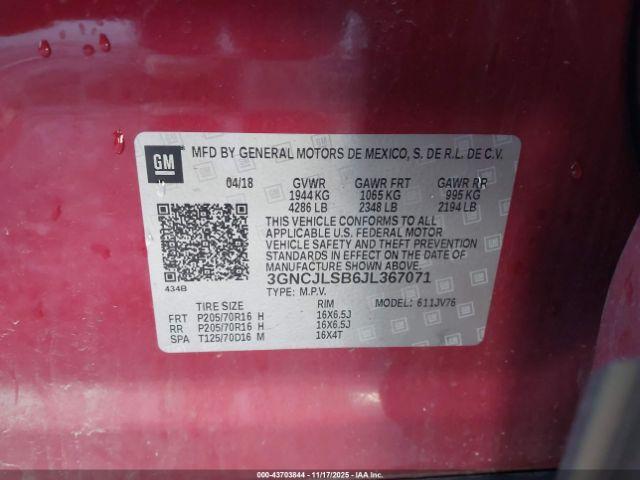 GM MFD BY GENERAL MOTORS DE MEXICO, S. DE R.L. DE C.V.
04/18 GVWR GAWR FRT GAWR RR
1944 KG 1065 KG 995 KG
4286 LB 2348 LB 2194 LB
THIS VEHICLE CONFORMS TO ALL
APPLICABLE U.S. FEDERAL MOTOR
VEHICLE SAFETY AND THEFT PREVENTION
STANDARDS IN EFFECT ON THE DATE OF
MANUFACTURE SHOWN ABOVE.
434B 3GNCJLSB6JL367071
TYPE: M.P.V.
TIRE SIZE RIM MODEL: 611JV76
FRT P205/70R16 H 16X6.5J
RR P205/70R16 H 16X6.5J
SPA T125/70D16 M 16X4T
000-43703844 - 11/17/2025 - IAAI.COM